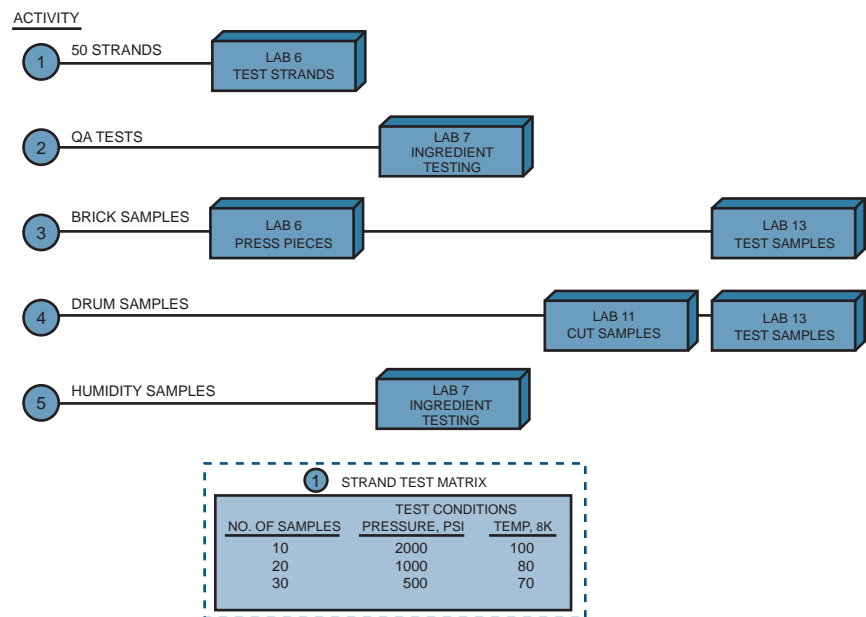 ACTIVITY
1
50 STRANDS
LAB 6
TEST STRANDS
2
QA TESTS
LAB 7
INGREDIENT
TESTING
3
BRICK SAMPLES
LAB 6
PRESS PIECES
LAB 13
TEST SAMPLES
4
DRUM SAMPLES
LAB 11
CUT SAMPLES
LAB 13
TEST SAMPLES
5
HUMIDITY SAMPLES
LAB 7
INGREDIENT
TESTING
1 STRAND TEST MATRIX
TEST CONDITIONS
NO. OF SAMPLES PRESSURE, PSI TEMP, 8K
10 2000 100
20 1000 80
30 500 70